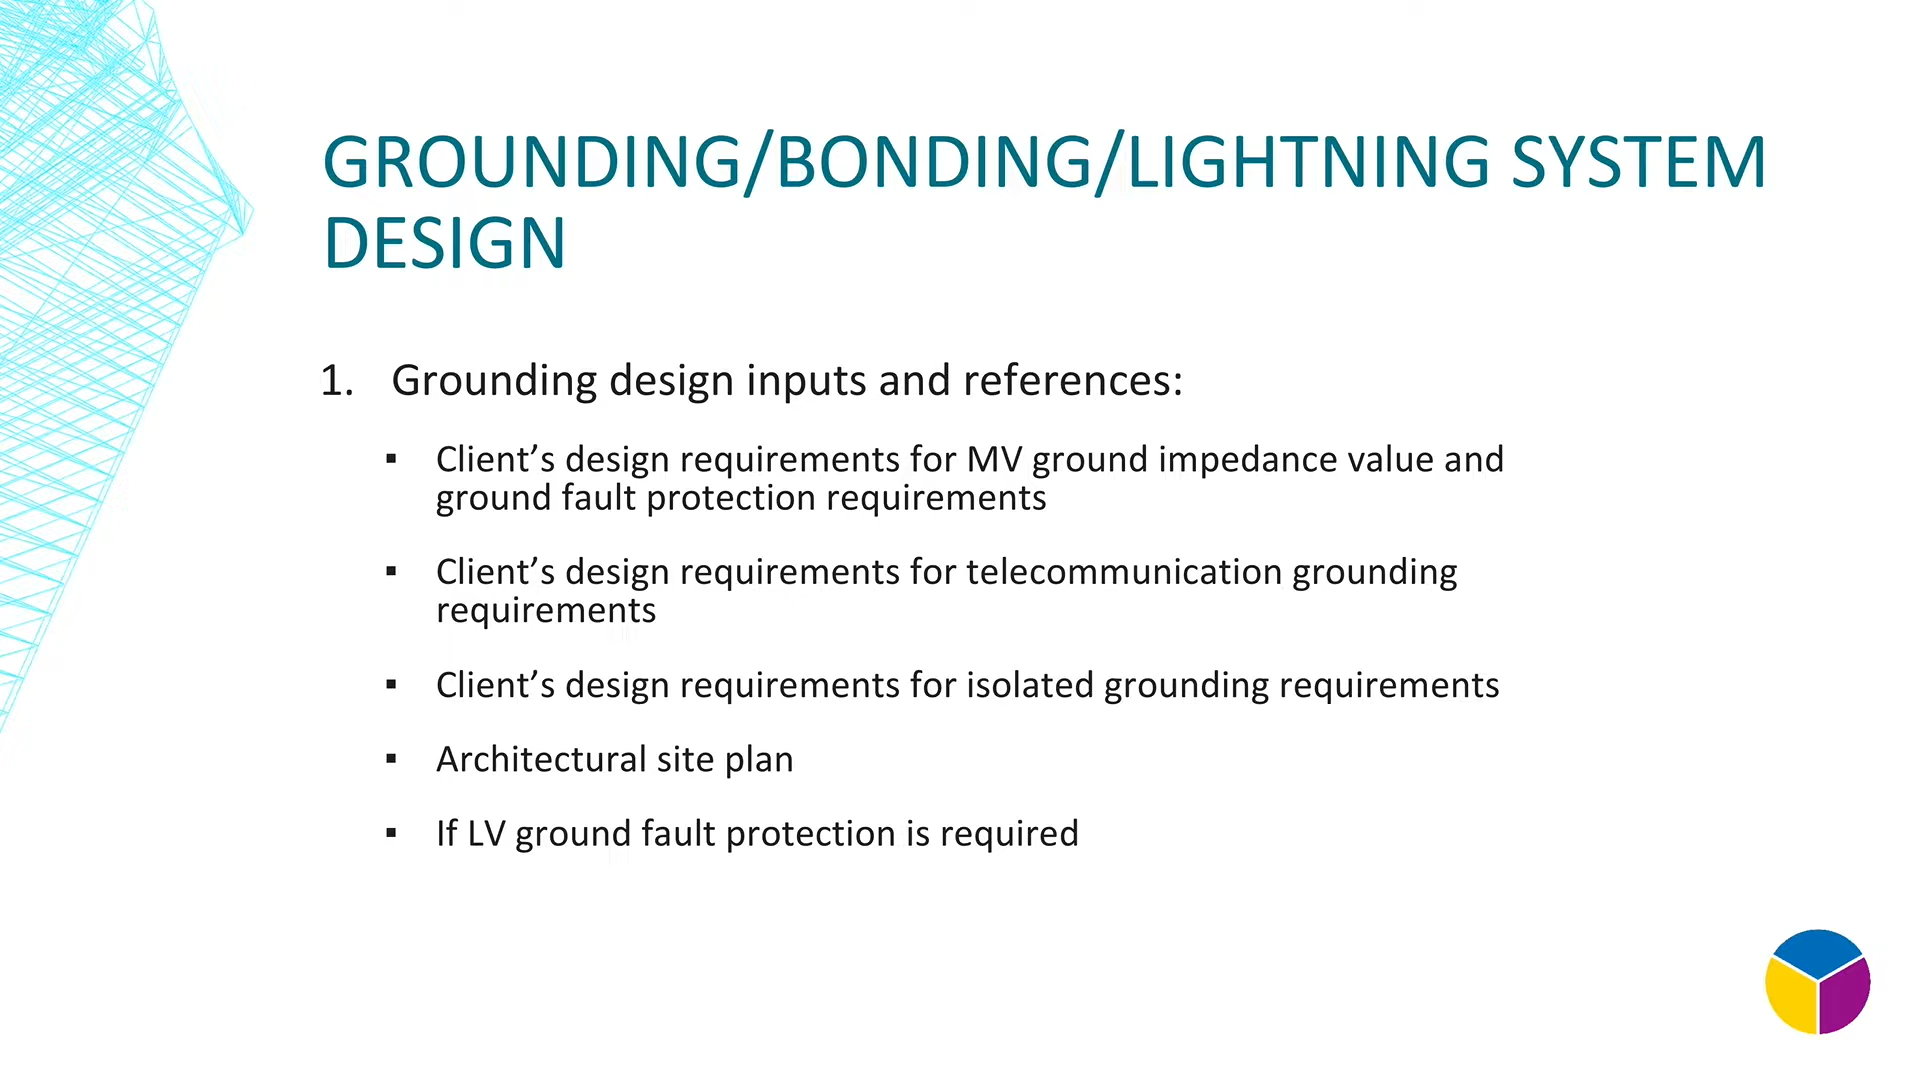 GROUNDING/BONDING/LIGHTNING SYSTEM
DESIGN
1. Grounding design inputs and references:
▪ Client’s design requirements for MV ground impedance value and
ground fault protection requirements
▪ Client’s design requirements for telecommunication grounding
requirements
▪ Client’s design requirements for isolated grounding requirements
▪ Architectural site plan
▪ If LV ground fault protection is required